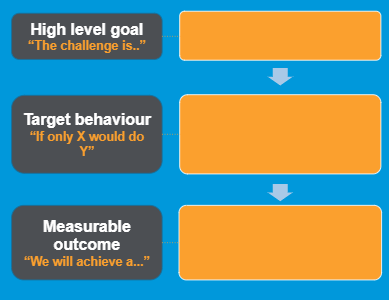 High level goal
“The challenge is..”
Target behaviour
“If only X would do
Y”
Measurable
outcome
“We will achieve a...”